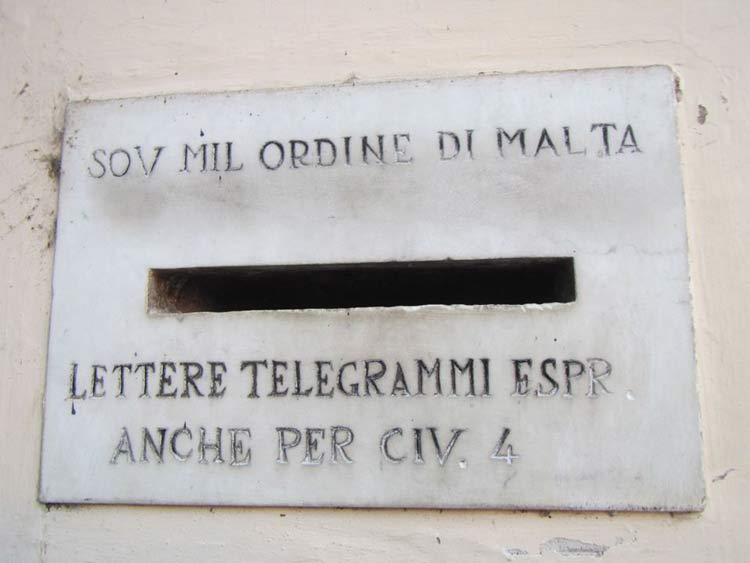 SOV MIL ORDINE DI MALTA
LETTERE TELEGRAMMI ESPR.
ANCHE PER CIV. 4